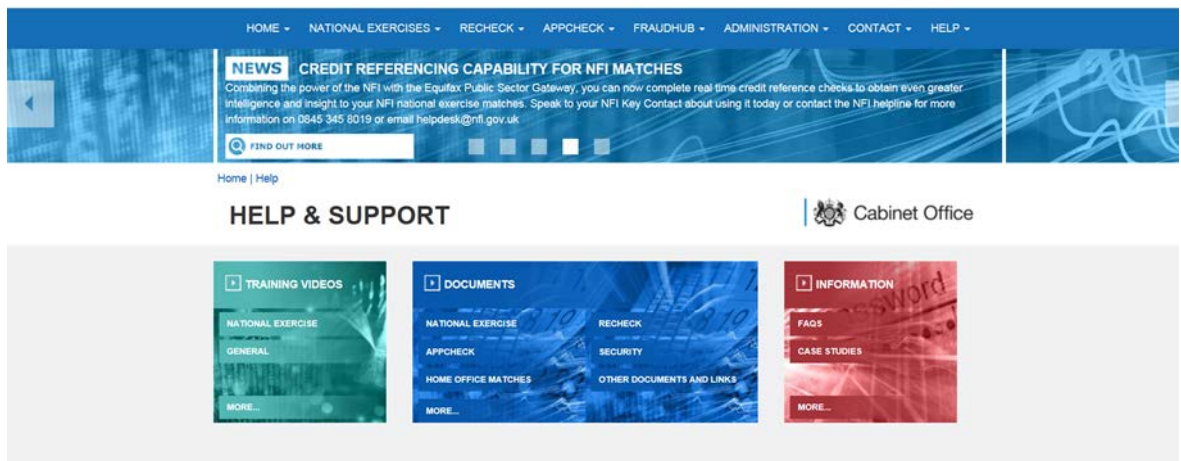 HOME NATIONAL EXERCISES RECHECK APPCHECK FRAUDHUB ADMINISTRATION CONTACT HELP
NEWS CREDIT REFERENCING CAPABILITY FOR NFI MATCHES
Combining the power of the NFI with the Equifax Public Sector Gateway, you can now complete real time credit reference checks to obtain even greater
intelligence and insight to your NFI national exercise matches. Speak to your NFI Key Contact about using it today or contact the NFI helpline for more
information on 0845 345 8019 or email helpdesk@nfi.gov.uk
FIND OUT MORE
Home | Help
HELP & SUPPORT
Cabinet Office
TRAINING VIDEOS
NATIONAL EXERCISE
GENERAL
MORE...
DOCUMENTS
NATIONAL EXERCISE
RECHECK
APPCHECK
SECURITY
HOME OFFICE MATCHES
OTHER DOCUMENTS AND LINKS
MORE...
INFORMATION
password
FAQS
CASE STUDIES
MORE...